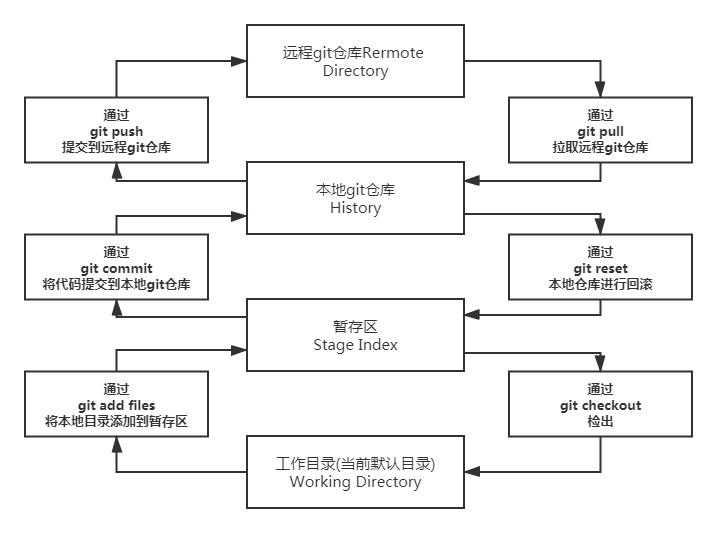 远程git仓库Rermote
Directory
通过
git push
提交到远程git仓库
通过
git pull
拉取远程git仓库
本地git仓库
History
通过
git commit
将代码提交到本地git仓库
通过
git reset
本地仓库进行回滚
暂存区
Stage Index
通过
git add files
将本地目录添加到暂存区
通过
git checkout
检出
工作目录(当前默认目录)
Working Directory